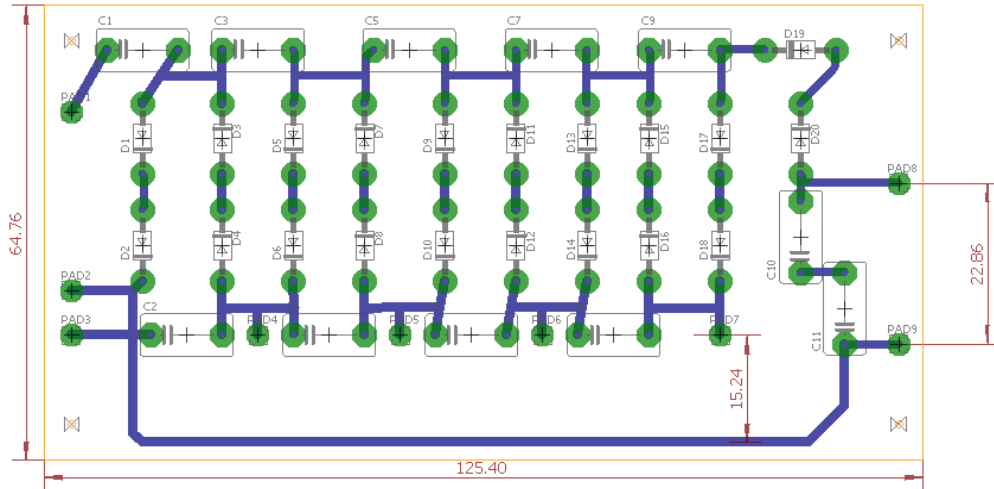 C1
C3
C5
C7
C9
D19
PAD1
D1
D3
D5
D7
D9
D11
D13
D15
D17
D20
PAD8
D2
D4
D6
D8
D10
D12
D14
D16
D18
64.76
22.86
C10
PAD2
C2
PAD3
PAD4
PAD5
PAD6
PAD7
C11
PAD9
15.24
125.40